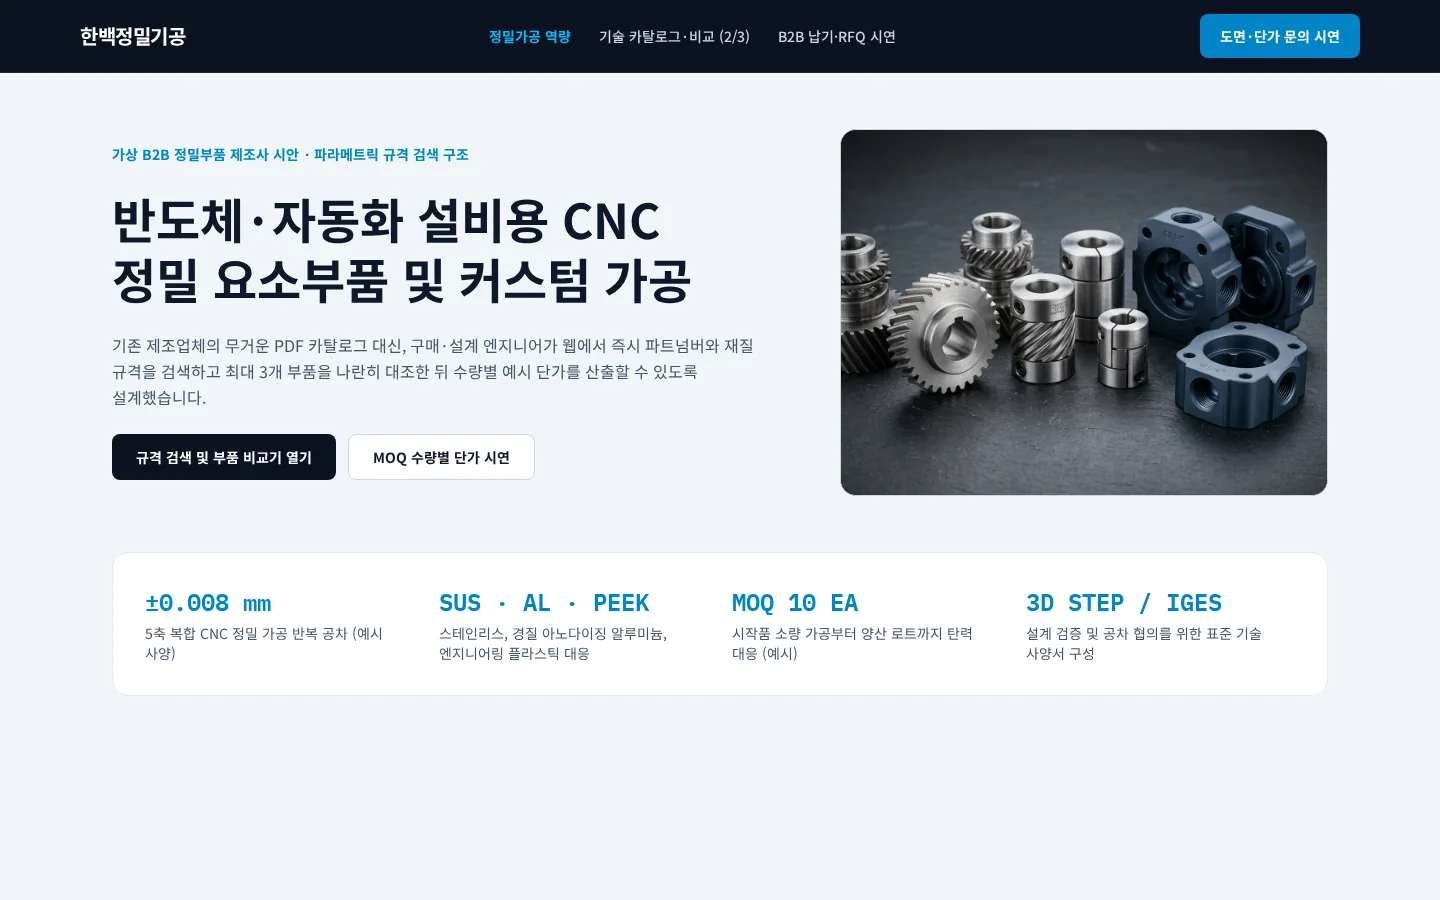 한백정밀기공
정밀가공 역량
기술 카탈로그·비교 (2/3)
B2B 납기·RFQ 시연
도면·단가 문의 시연
가상 B2B 정밀부품 제조사 시안 · 파라메트릭 규격 검색 구조
반도체·자동화 설비용 CNC
정밀 요소부품 및 커스텀 가공
기존 제조업체의 무거운 PDF 카탈로그 대신, 구매·설계 엔지니어가 웹에서 즉시 파트넘버와 재질
규격을 검색하고 최대 3개 부품을 나란히 대조한 뒤 수량별 예시 단가를 산출할 수 있도록
설계했습니다.
규격 검색 및 부품 비교기 열기
MOQ 수량별 단가 시연
±0.008 mm
5축 복합 CNC 정밀 가공 반복 공차 (예시
사양)
SUS · AL · PEEK
스테인리스, 경질 아노다이징 알루미늄,
엔지니어링 플라스틱 대응
MOQ 10 EA
시작품 소량 가공부터 양산 로트까지 탄력
대응 (예시)
3D STEP / IGES
설계 검증 및 공차 협의를 위한 표준 기술
사양서 구성